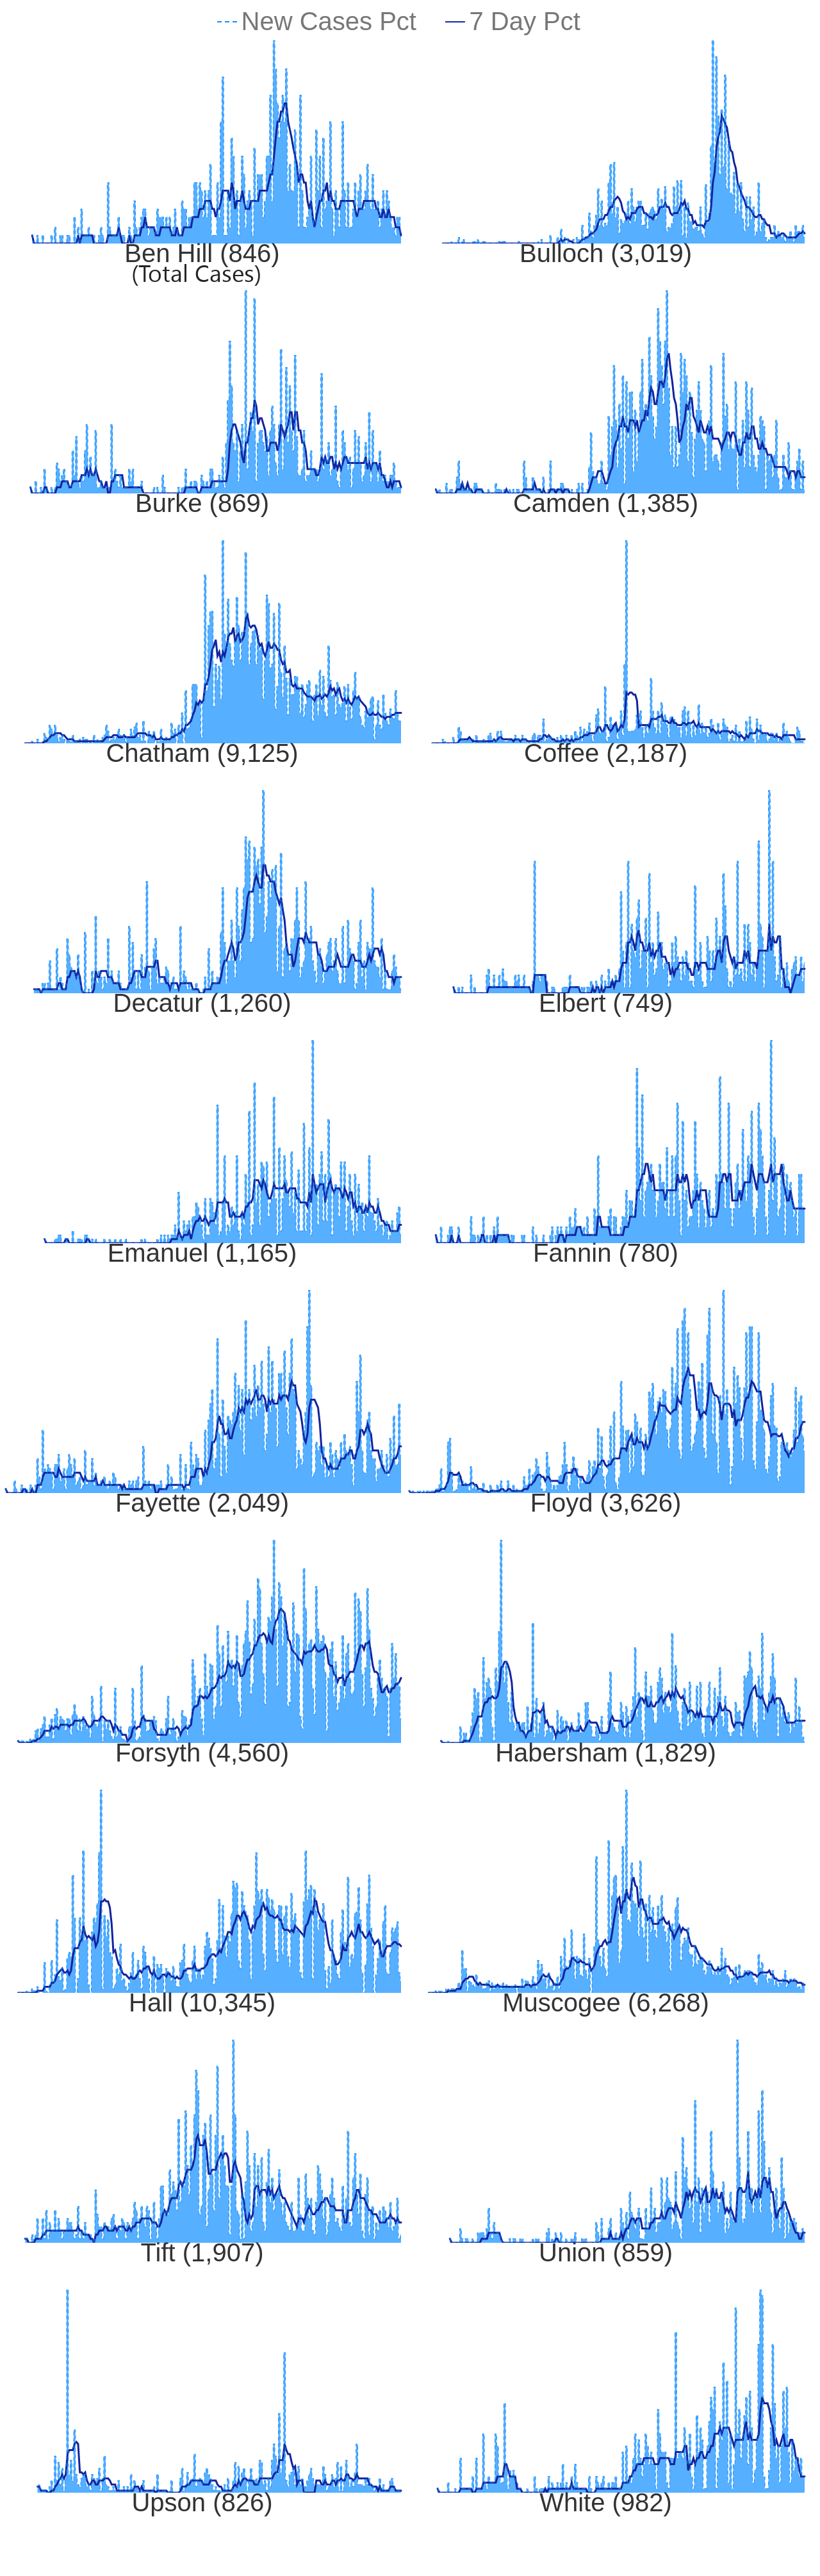 New Cases Pct 7 Day Pct
Ben Hill (846) Bulloch (3,019)
(Total Cases)
Burke (869) Camden (1,385)
Chatham (9,125) Coffee (2,187)
Decatur (1,260) Elbert (749)
Emanuel (1,165) Fannin (780)
Fayette (2,049) Floyd (3,626)
Forsyth (4,560) Habersham (1,829)
Hall (10,345) Muscogee (6,268)
Tift (1,907) Union (859)
Upson (826) White (982)